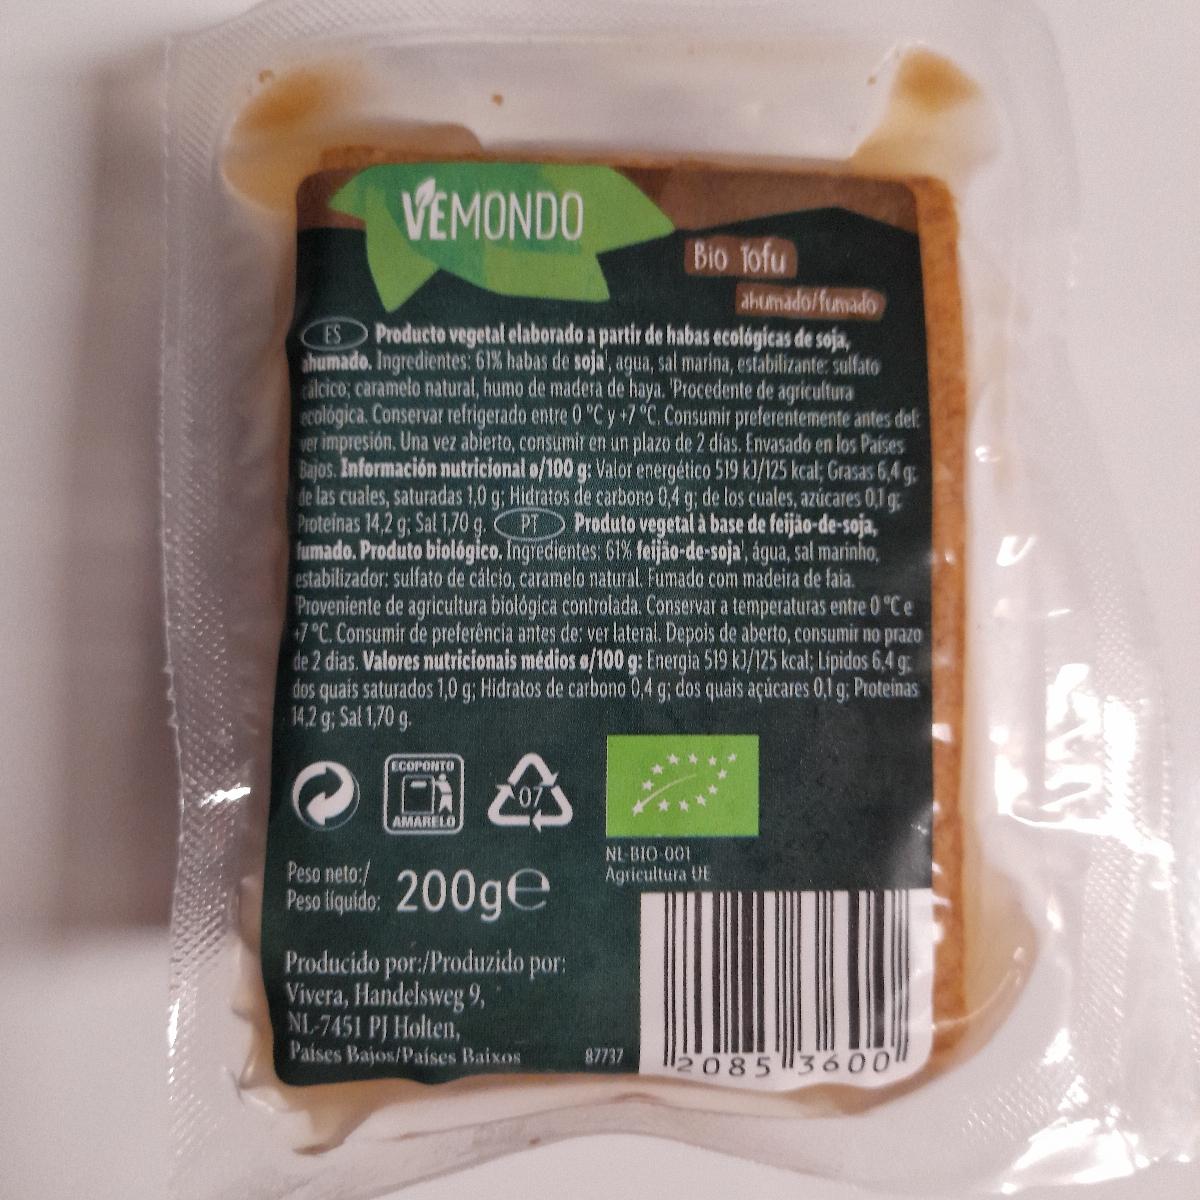 VEMONDO
Bio Tofu
ahumado/fumado
ES Producto vegetal elaborado a partir de habas ecológicas de soja,
ahumado. Ingredientes: 61% habas de soja¹, agua, sal marina, estabilizante: sulfato
cálcico; caramelo natural, humo de madera de haya. ¹Procedente de agricultura
ecológica. Conservar refrigerado entre 0 °C y +7 °C. Consumir preferentemente antes del:
ver impresión. Una vez abierto, consumir en un plazo de 2 días. Envasado en los Países
Bajos. Información nutricional ø/100 g: Valor energético 519 kJ/125 kcal; Grasas 6,4 g;
de las cuales, saturadas 1,0 g; Hidratos de carbono 0,4 g; de los cuales, azúcares 0,1 g;
Proteínas 14,2 g; Sal 1,70 g. PT Produto vegetal à base de feijão-de-soja,
fumado. Produto biológico. Ingredientes: 61% feijão-de-soja¹, água, sal marinho,
estabilizador: sulfato de cálcio, caramelo natural. Fumado com madeira de faia.
¹Proveniente de agricultura biológica controlada. Conservar a temperaturas entre 0 °C e
+7 °C. Consumir de preferência antes de: ver lateral. Depois de aberto, consumir no prazo
de 2 dias. Valores nutricionais médios ø/100 g: Energia 519 kJ/125 kcal; Lípidos 6,4 g;
dos quais saturados 1,0 g; Hidratos de carbono 0,4 g; dos quais açúcares 0,1 g; Proteínas
14,2 g; Sal 1,70 g.
ECOPONTO
AMARELO
07
NL-BIO-001
Agricultura UE
Peso neto:/
Peso líquido: 200g℮
Producido por:/Produzido por:
Vivera, Handelsweg 9,
NL-7451 PJ Holten,
Países Bajos/Países Baixos 87737
2085 3600